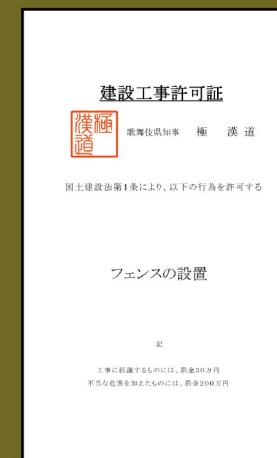 建設工事許可証
極漢道
歌舞伎県知事　極　漢道
国土建設法第1条により、以下の行為を許可する
フェンスの設置
記
工事に抗議するものには、罰金30万円
不当な危害を加えたものには、罰金200万円